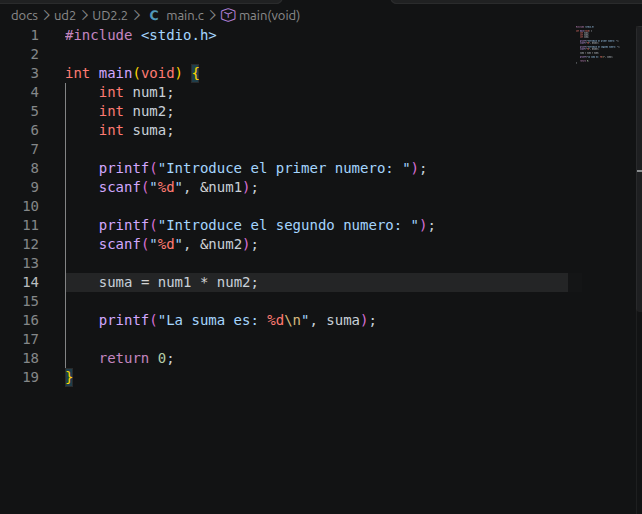 docs > ud2 > UD2.2 > C main.c > main(void)
1 #include <stdio.h>
2
3 int main(void) {
4     int num1;
5     int num2;
6     int suma;
7
8     printf("Introduce el primer numero: ");
9     scanf("%d", &num1);
10
11     printf("Introduce el segundo numero: ");
12     scanf("%d", &num2);
13
14     suma = num1 * num2;
15
16     printf("La suma es: %d\n", suma);
17
18     return 0;
19 }